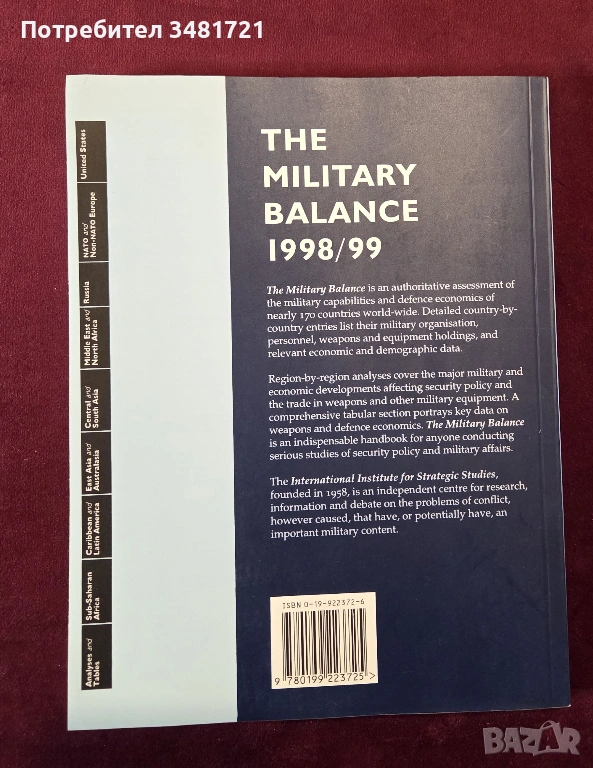 Потребител 3481721
United States
NATO and
Non-NATO Europe
Russia
Middle East and
North Africa
Central and
South Asia
East Asia and
Australasia
Caribbean and
Latin America
Sub-Saharan
Africa
Analyses and
Tables
THE
MILITARY
BALANCE
1998/99
The Military Balance is an authoritative assessment of
the military capabilities and defence economics of
nearly 170 countries world-wide. Detailed country-by-
country entries list their military organisation,
personnel, weapons and equipment holdings, and
relevant economic and demographic data.
Region-by-region analyses cover the major military and
economic developments affecting security policy and
the trade in weapons and other military equipment. A
comprehensive tabular section portrays key data on
weapons and defence economics. The Military Balance
is an indispensable handbook for anyone conducting
serious studies of security policy and military affairs.
The International Institute for Strategic Studies,
founded in 1958, is an independent centre for research,
information and debate on the problems of conflict,
however caused, that have, or potentially have, an
important military content.
ISBN 0-19-922372-6
9 780199 223725>
BAZAR